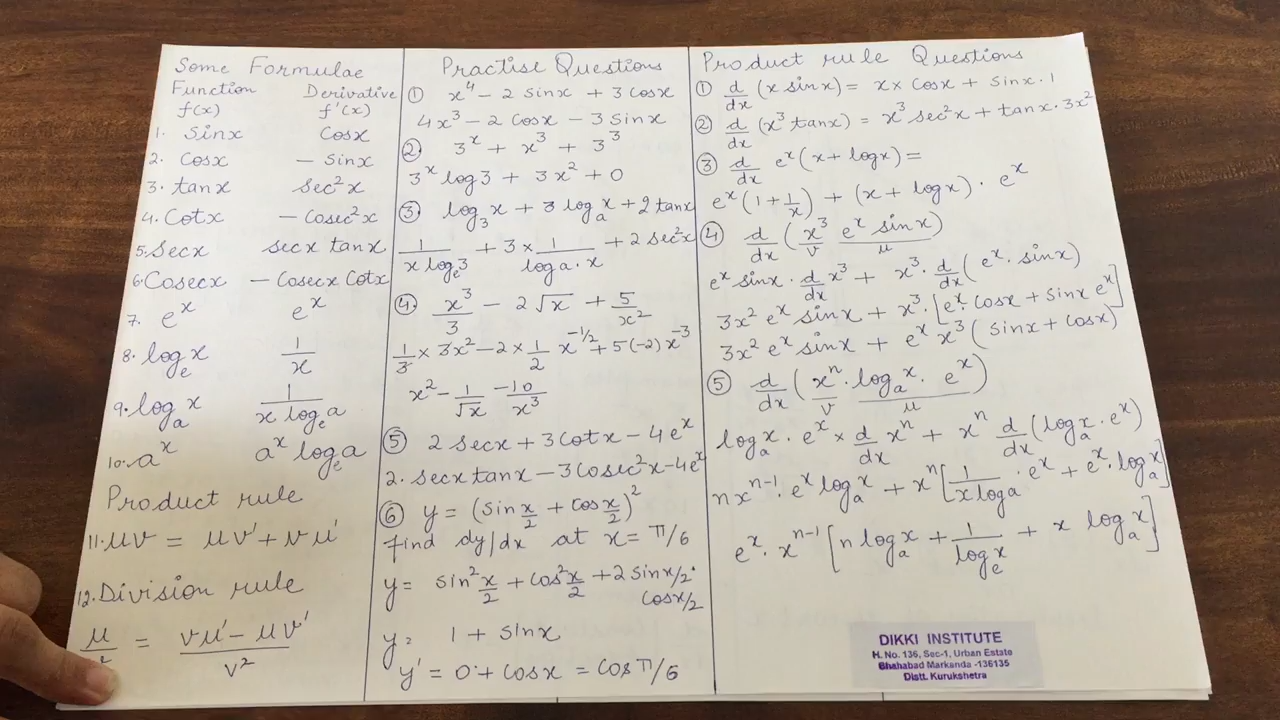 Some Formulae
Function Derivative
f(x) f'(x)
1. Sinx Cosx
2. Cosx − sinx
3. tanx sec²x
4. Cotx − Cosec²x
5. Secx secx tanx
6. Cosecx − Cosecx Cotx
7. eˣ eˣ
8. logₑx 1/x
9. logₐx 1/(x logₑa)
10. aˣ aˣ logₑa
Product rule
11. uv = uv' + vu'
12. Division rule
u = (vu' − uv')/v²
Practise Questions
① x⁴ − 2 sinx + 3 cosx
4x³ − 2 Cosx − 3 Sinx
② 3ˣ + x³ + 3³
3ˣ log3 + 3x² + 0
③ log₃x + 3 logₐx + 2 tanx
1/(x logₑ3) + 3 × 1/(loga · x) + 2 sec²x
④ x³/3 − 2√x + 5/x²
1/3 × 3x² − 2 × 1/2 x^(-1/2) + 5(−2)x⁻³
x² − 1/√x −10/x³
⑤ 2 secx + 3 Cotx − 4eˣ
2. secx tanx − 3 Cosec²x − 4eˣ
⑥ y = (sin x/2 + cos x/2)²
find dy/dx at x = π/6
y = sin² x/2 + cos² x/2 + 2 sinx/2 ·
cosx/2
y = 1 + sinx
y' = 0 + cosx = cos π/6
Product rule Questions
① d/dx (x sinx) = x × Cosx + Sinx · 1
② d/dx (x³ tanx) = x³ sec²x + tanx · 3x²
③ d/dx eˣ(x + logx) =
eˣ(1 + 1/x) + (x + logx) · eˣ
④ d/dx (x³ eˣ sinx)
v u
eˣ sinx · d/dx x³ + x³ · d/dx (eˣ · sinx)
3x² eˣ sinx + x³ · [eˣ · Cosx + Sinx eˣ]
3x² eˣ sinx + eˣ x³ (sinx + cosx)
⑤ d/dx (xⁿ · logₐx · eˣ)
v u
logₐx · eˣ × d/dx xⁿ + xⁿ d/dx (logₐx · eˣ)
n xⁿ⁻¹ · eˣ logₐx + xⁿ [1/(x loga) · eˣ + eˣ · logₐx]
eˣ · xⁿ⁻¹ [n logₐx + 1/logₑx + x logₐx]
DIKKI INSTITUTE
H. No. 136, Sec-1, Urban Estate
Shahabad Markanda -136135
Distt. Kurukshetra